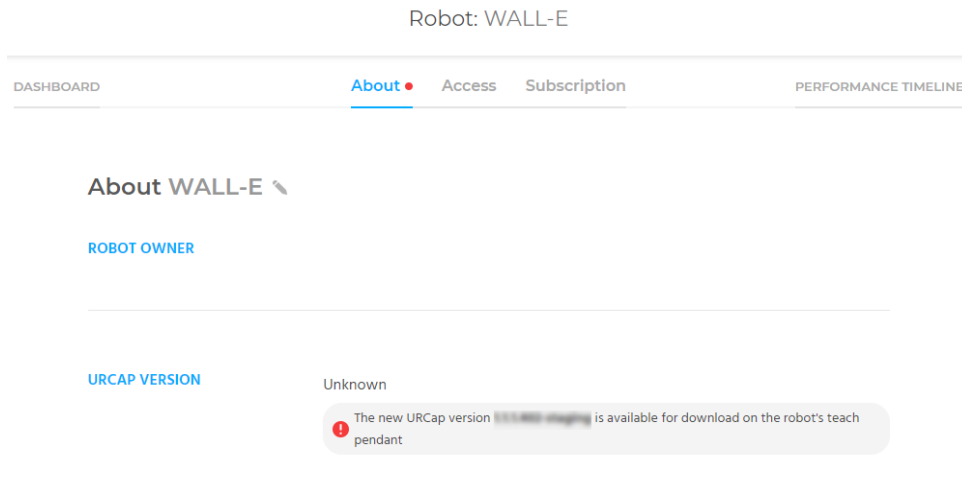 Robot: WALL-E
DASHBOARD
About
Access
Subscription
PERFORMANCE TIMELINE
About WALL-E
ROBOT OWNER
URCAP VERSION
Unknown
The new URCap version is available for download on the robot's teach
pendant